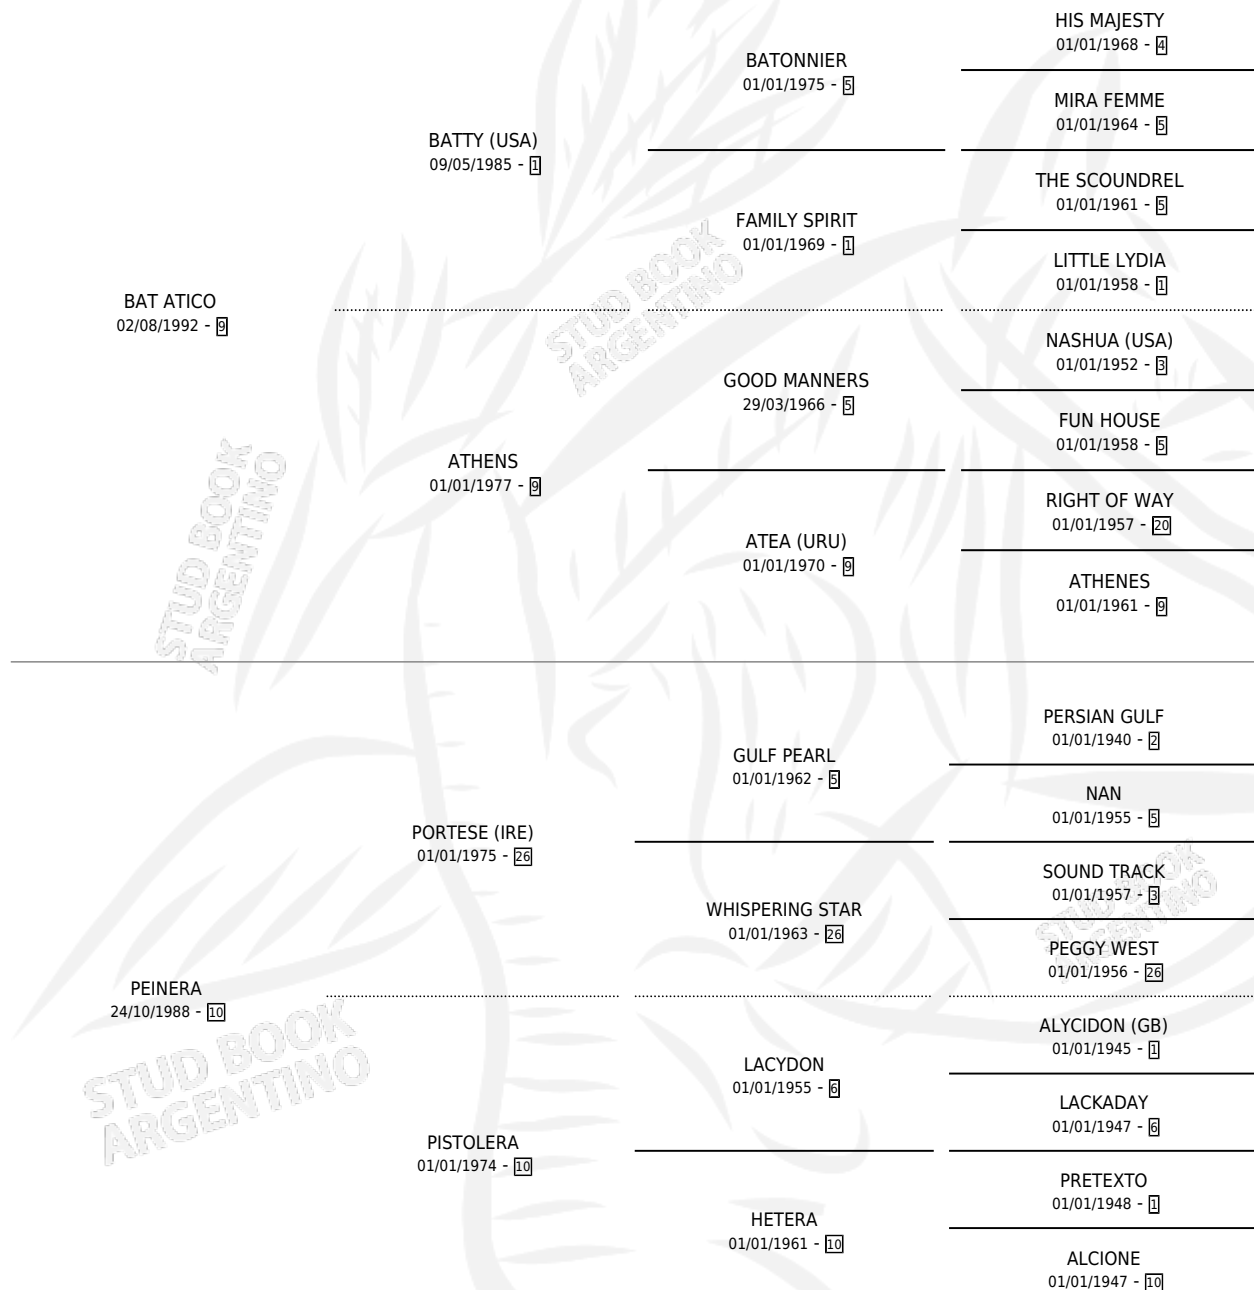 HIS MAJESTY
01/01/1968 - 4
BATONNIER
01/01/1975 - 5
MIRA FEMME
01/01/1964 - 5
BATTY (USA)
09/05/1985 - 1
THE SCOUNDREL
01/01/1961 - 5
FAMILY SPIRIT
01/01/1969 - 1
LITTLE LYDIA
01/01/1958 - 1
BAT ATICO
02/08/1992 - 9
STUD BOOK
ARGENTINO
NASHUA (USA)
01/01/1952 - 3
GOOD MANNERS
29/03/1966 - 5
FUN HOUSE
01/01/1958 - 5
ATHENS
01/01/1977 - 9
RIGHT OF WAY
01/01/1957 - 20
ATEA (URU)
01/01/1970 - 9
ATHENES
01/01/1961 - 9
STUD BOOK
ARGENTINO
PERSIAN GULF
01/01/1940 - 2
GULF PEARL
01/01/1962 - 5
NAN
01/01/1955 - 5
PORTESE (IRE)
01/01/1975 - 26
SOUND TRACK
01/01/1957 - 3
WHISPERING STAR
01/01/1963 - 26
STUD BOOK
ARGENTINO
PEGGY WEST
01/01/1956 - 26
PEINERA
24/10/1988 - 10
STUD BOOK
ARGENTINO
ALYCIDON (GB)
01/01/1945 - 1
LACYDON
01/01/1955 - 6
LACKADAY
01/01/1947 - 6
PISTOLERA
01/01/1974 - 10
PRETEXTO
01/01/1948 - 1
HETERA
01/01/1961 - 10
ALCIONE
01/01/1947 - 10